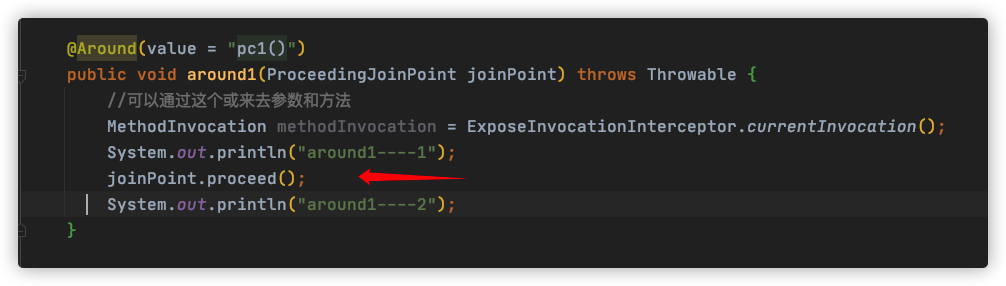 @Around(value = "pc1()")
public void around1(ProceedingJoinPoint joinPoint) throws Throwable {
//可以通过这个或来去参数和方法
MethodInvocation methodInvocation = ExposeInvocationInterceptor.currentInvocation();
System.out.println("around1----1");
joinPoint.proceed();
System.out.println("around1----2");
}